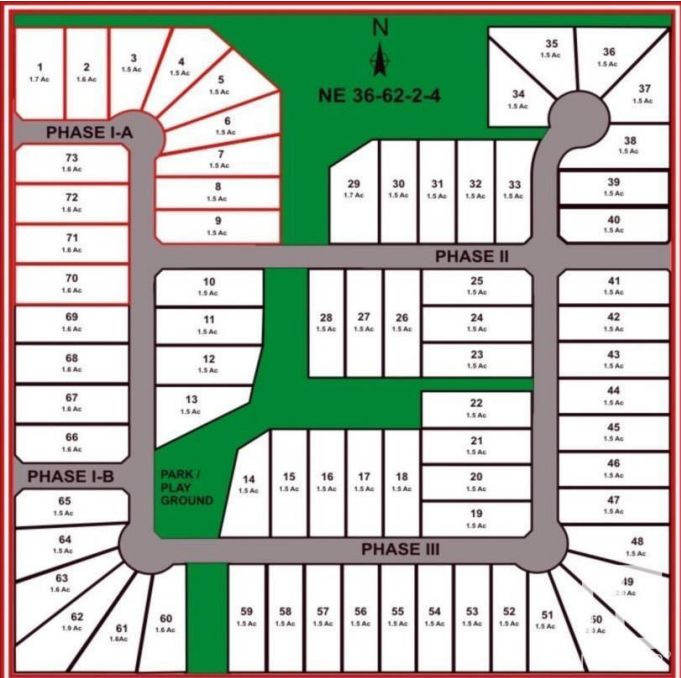 N
NE 36-62-2-4
1
1.7 Ac
2
1.6 Ac
3
1.5 Ac
4
1.5 Ac
5
1.5 Ac
6
1.5 Ac
7
1.5 Ac
8
1.5 Ac
9
1.5 Ac
PHASE I-A
73
1.6 Ac
72
1.6 Ac
71
1.6 Ac
70
1.6 Ac
69
1.6 Ac
68
1.6 Ac
67
1.6 Ac
66
1.6 Ac
PHASE I-B
65
1.5 Ac
64
1.5 Ac
63
1.6 Ac
62
1.9 Ac
61
1.6Ac
60
1.6 Ac
10
1.5 Ac
11
1.5 Ac
12
1.5 Ac
13
1.5 Ac
PARK /
PLAY
GROUND
14
1.5 Ac
15
1.5 Ac
16
1.5 Ac
17
1.5 Ac
18
1.5 Ac
19
1.5 Ac
20
1.5 Ac
21
1.5 Ac
22
1.5 Ac
23
1.5 Ac
24
1.5 Ac
25
1.5 Ac
26
1.5 Ac
27
1.5 Ac
28
1.5 Ac
PHASE II
29
1.7 Ac
30
1.5 Ac
31
1.5 Ac
32
1.5 Ac
33
1.5 Ac
34
1.5 Ac
35
1.5 Ac
36
1.5 Ac
37
1.5 Ac
38
1.5 Ac
39
1.5 Ac
40
1.5 Ac
41
1.5 Ac
42
1.5 Ac
43
1.5 Ac
44
1.5 Ac
45
1.5 Ac
46
1.5 Ac
47
1.5 Ac
48
1.5 Ac
49
Ac
50
Ac
51
1.5 Ac
PHASE III
59
1.5 Ac
58
1.5 Ac
57
1.5 Ac
56
1.5 Ac
55
1.5 Ac
54
1.5 Ac
53
1.5 Ac
52
1.5 Ac